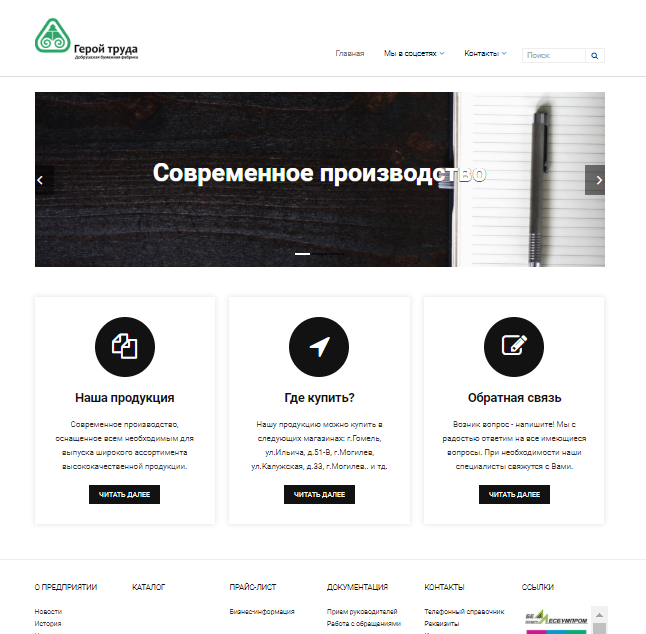 Герой труда
Добрушская бумажная фабрика
Главная Мы в соцсетях Контакты Поиск
Современное производство
Наша продукция
Современное производство,
оснащенное всем необходимым для
выпуска широкого ассортимента
высококачественной продукции.
ЧИТАТЬ ДАЛЕЕ
Где купить?
Нашу продукцию можно купить в
следующих магазинах: г.Гомель,
ул.Ильича, д.51-В, г.Могилев,
ул.Калужская, д.33, г.Могилев.. и тд.
ЧИТАТЬ ДАЛЕЕ
Обратная связь
Возник вопрос - напишите! Мы с
радостью ответим на все имеющиеся
вопросы. При необходимости наши
специалисты свяжутся с Вами.
ЧИТАТЬ ДАЛЕЕ
О ПРЕДПРИЯТИИ
Новости
История
КАТАЛОГ
ПРАЙС-ЛИСТ
Бизнес-информация
ДОКУМЕНТАЦИЯ
Прием руководителей
Работа с обращениями
КОНТАКТЫ
Телефонный справочник
Реквизиты
ССЫЛКИ